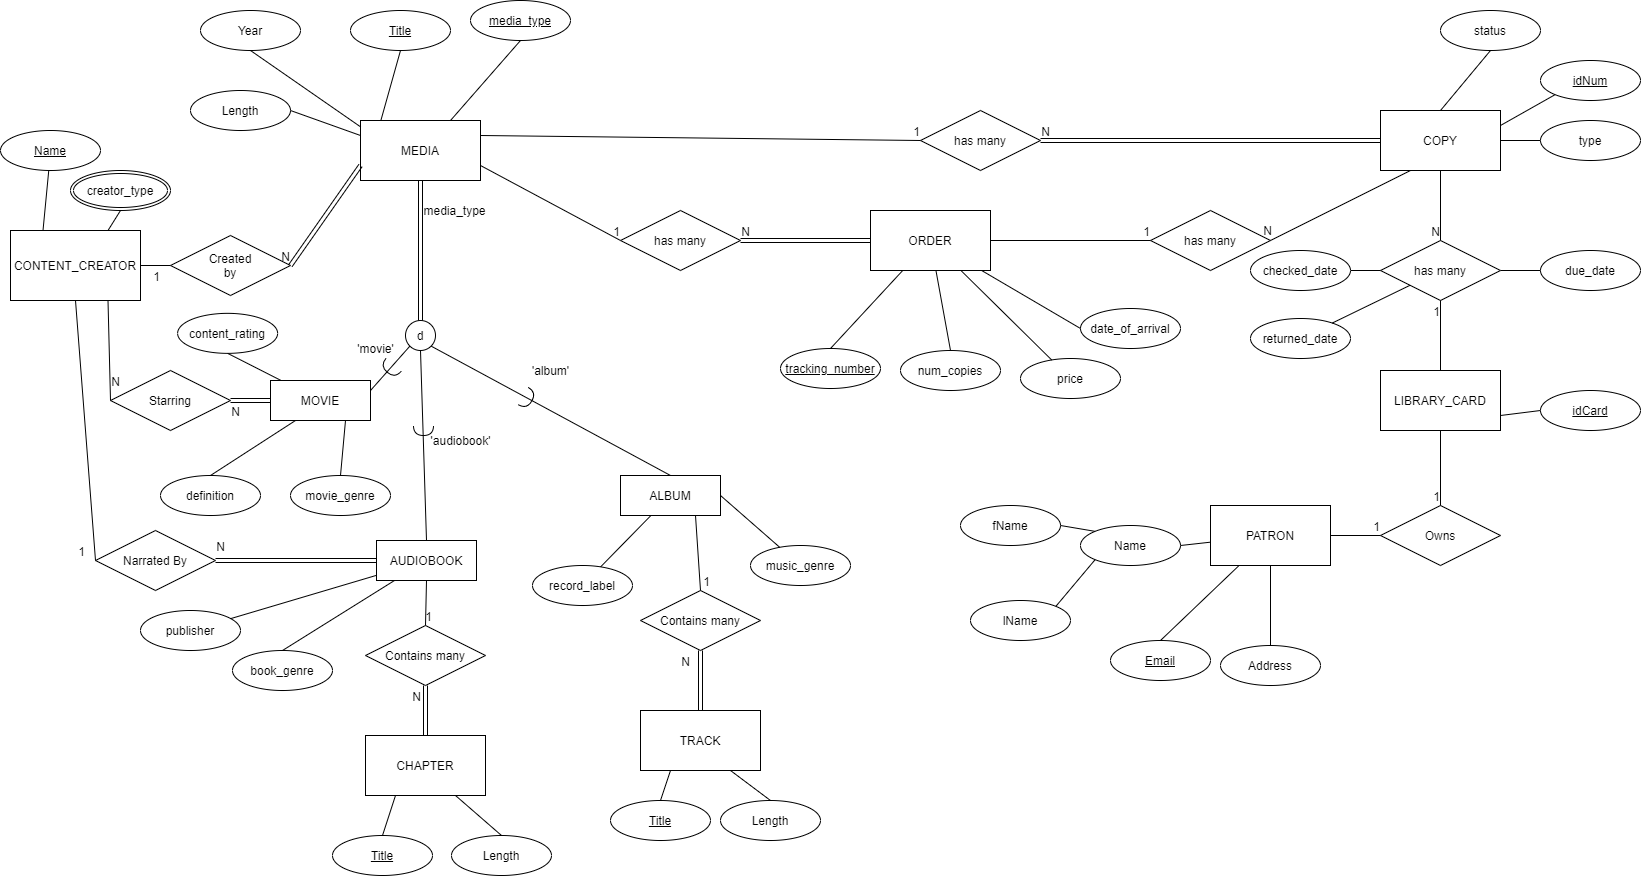 media_type
Year
Title
status
idNum
Length
1
N
has many
COPY
type
MEDIA
Name
creator_type
media_type
CONTENT_CREATOR
1
Created
by
N
1
has many
N
ORDER
1
has many
N
N
checked_date
has many
due_date
1
returned_date
content_rating
'movie'
d
'album'
date_of_arrival
tracking_number
num_copies
price
N
Starring
N
MOVIE
LIBRARY_CARD
idCard
'audiobook'
definition
movie_genre
ALBUM
1
fName
Name
PATRON
1
Owns
1
Narrated By
N
AUDIOBOOK
record_label
music_genre
1
Contains many
N
lName
Email
Address
publisher
book_genre
1
Contains many
N
TRACK
CHAPTER
Title
Length
Title
Length